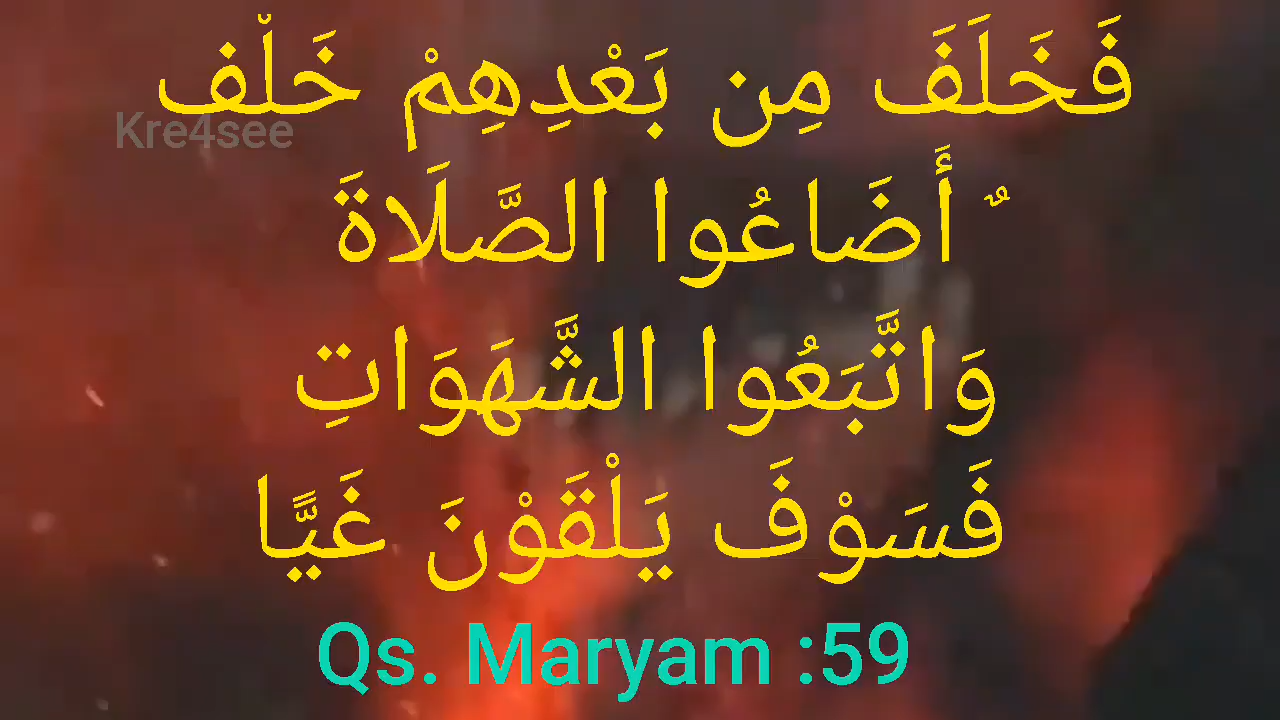 فَخَلَفَ مِن بَعْدِهِمْ خَلْف
ٌ أَضَاعُوا الصَّلَاةَ
وَاتَّبَعُوا الشَّهَوَاتِ
فَسَوْفَ يَلْقَوْنَ غَيًّا
Qs. Maryam :59
Kre4see